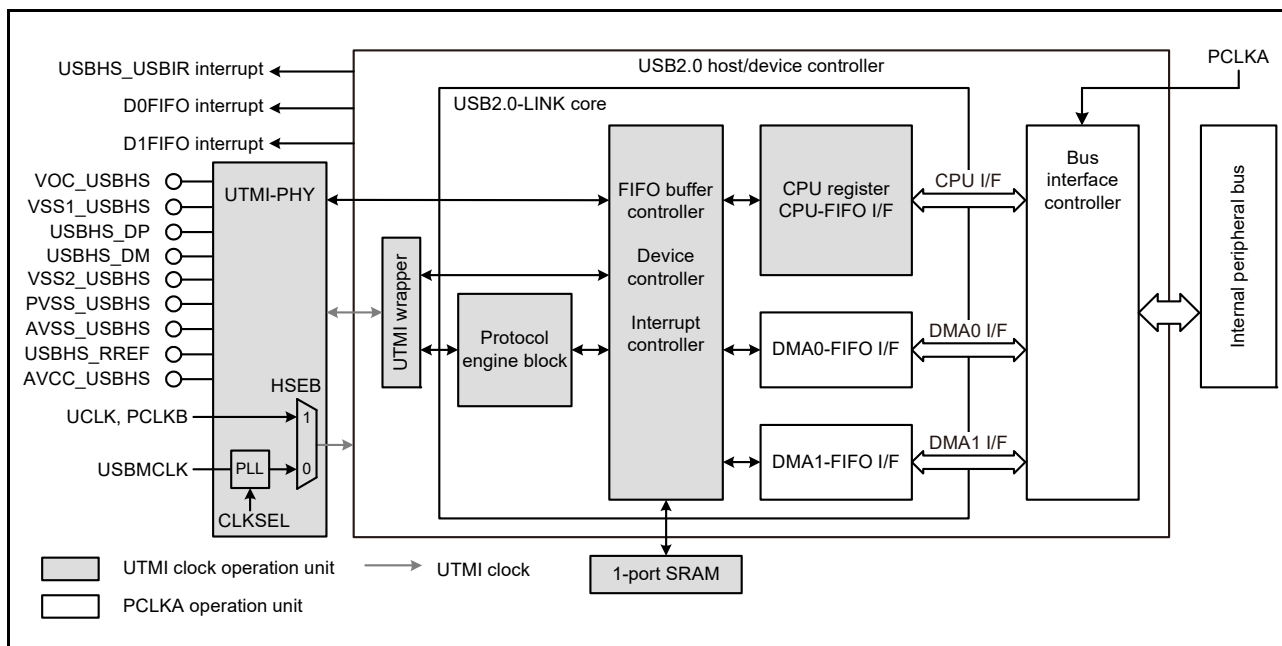 USBHS_USBIR interrupt
D0FIFO interrupt
D1FIFO interrupt
USB2.0 host/device controller
USB2.0-LINK core
PCLKA
VOC_USBHS
VSS1_USBHS
USBHS_DP
USBHS_DM
VSS2_USBHS
PVSS_USBHS
AVSS_USBHS
USBHS_RREF
AVCC_USBHS
UCLK, PCLKB
USBMCLK
UTMI-PHY
HSEB
1
0
PLL
CLKSEL
UTMI wrapper
Protocol
engine block
FIFO buffer
controller
Device
controller
Interrupt
controller
CPU register
CPU-FIFO I/F
DMA0-FIFO I/F
DMA1-FIFO I/F
CPU I/F
DMA0 I/F
DMA1 I/F
Bus
interface
controller
Internal peripheral bus
1-port SRAM
UTMI clock operation unit
UTMI clock
PCLKA operation unit